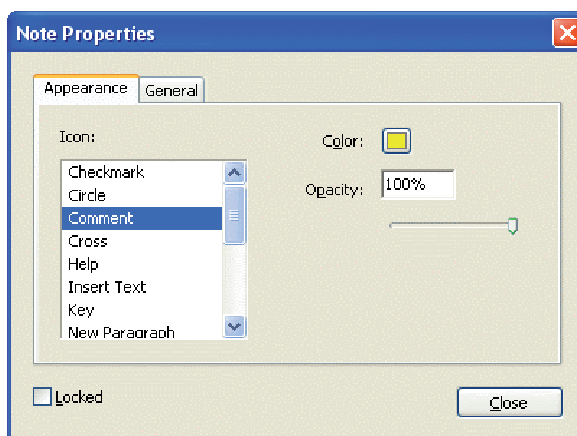 Note Properties
Appearance General
Icon:
Color:
Checkmark
Circle
Opacity: 100%
Comment
Cross
Help
Insert Text
Key
New Paragraph
Locked
Close